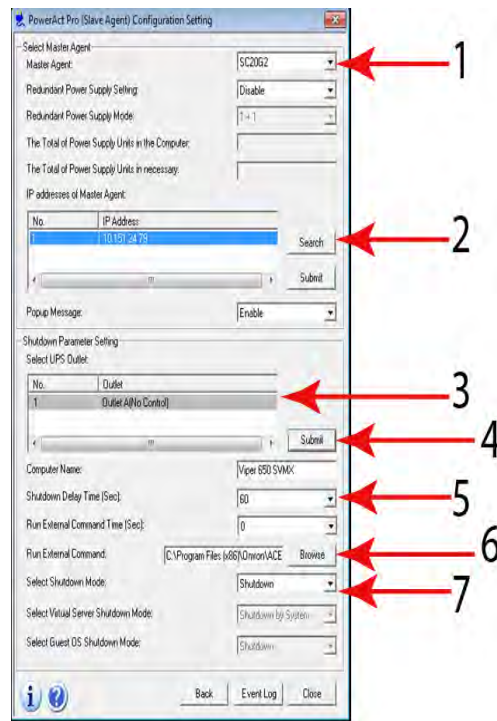 PowerAct Pro (Slave Agent) Configuration Setting
Select Master Agent
Master Agent: SC20G2 1
Redundant Power Supply Setting: Disable
Redundant Power Supply Mode: 1 + 1
The Total of Power Supply Units in the Computer:
The Total of Power Supply Units in necessary:
IP addresses of Master Agent:
No. IP Address
1 10.151.24.79
Search 2
Submit
Popup Message: Enable
Shutdown Parameter Setting
Select UPS Outlet:
No. Outlet
1 Outlet A(No Control) 3
Submit 4
Computer Name: Viper 650 SVMX
Shutdown Delay Time (Sec): 60 5
Run External Command Time (Sec): 0
Run External Command: C:\Program Files (x86)\Omron\ACE Browse 6
Select Shutdown Mode: Shutdown 7
Select Virtual Server Shutdown Mode: Shutdown by System
Select Guest OS Shutdown Mode: Shutdown
Back Event Log Close